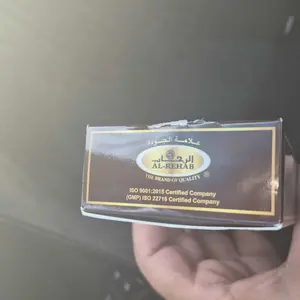 علامة الجودة
الرحاب
AL-REHAB
THE BRAND OF QUALITY
ISO 9001:2015 Certified Company
(GMP) ISO 22716 Certified Company